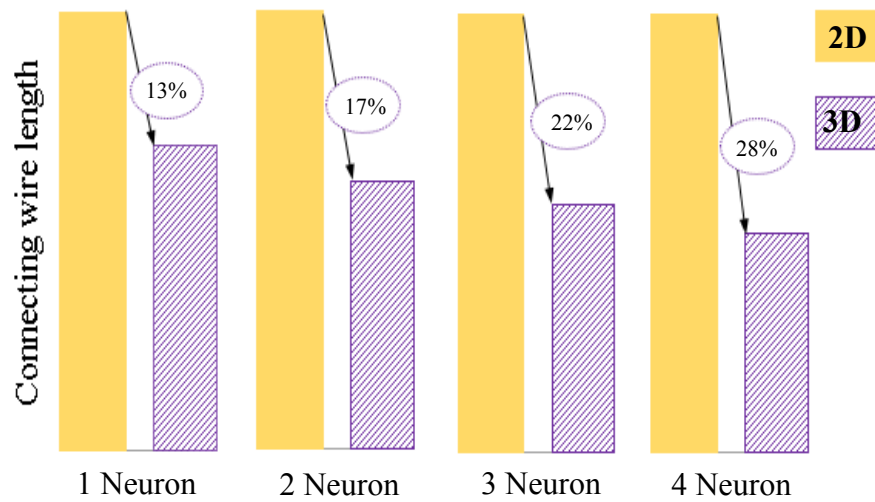 Connecting wire length
13%
17%
22%
28%
2D
3D
1 Neuron
2 Neuron
3 Neuron
4 Neuron